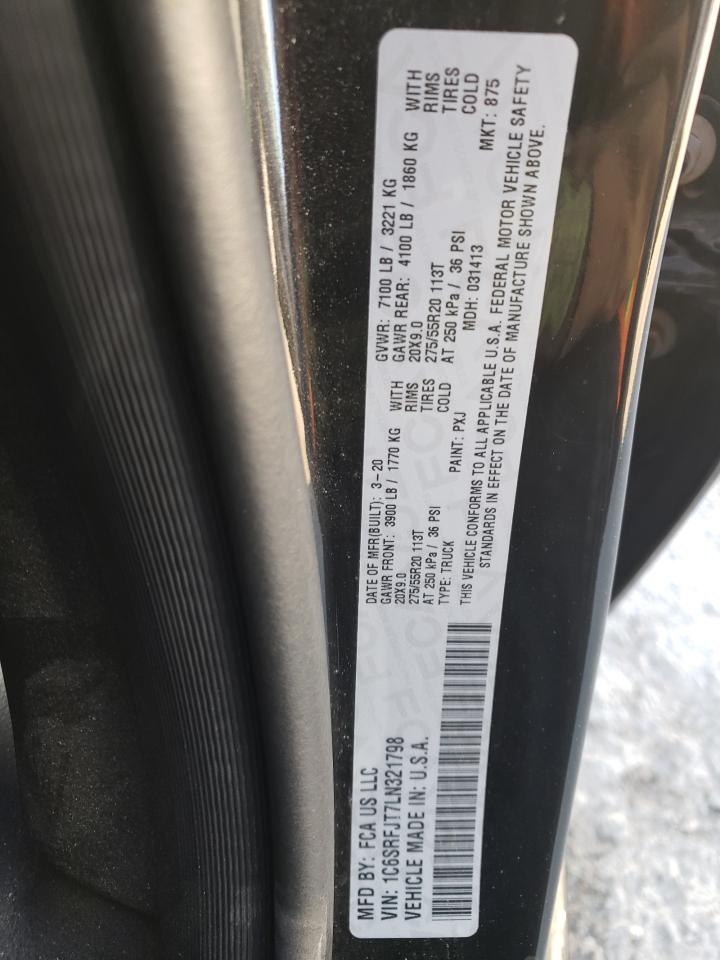 MFD BY: FCA US LLC
VIN: 1C6SRFJT7LN321798
VEHICLE MADE IN: U.S.A.
DATE OF MFR(BUILT): 3-20
GAWR FRONT: 3900 LB / 1770 KG WITH
20X9.0 RIMS
275/55R20 113T TIRES
AT 250 kPa / 36 PSI COLD
TYPE: TRUCK PAINT: PXJ
GVWR: 7100 LB / 3221 KG
GAWR REAR: 4100 LB / 1860 KG WITH
20X9.0 RIMS
275/55R20 113T TIRES
AT 250 kPa / 36 PSI COLD
MDH: 031413 MKT: 875
THIS VEHICLE CONFORMS TO ALL APPLICABLE U.S.A. FEDERAL MOTOR VEHICLE SAFETY
STANDARDS IN EFFECT ON THE DATE OF MANUFACTURE SHOWN ABOVE.